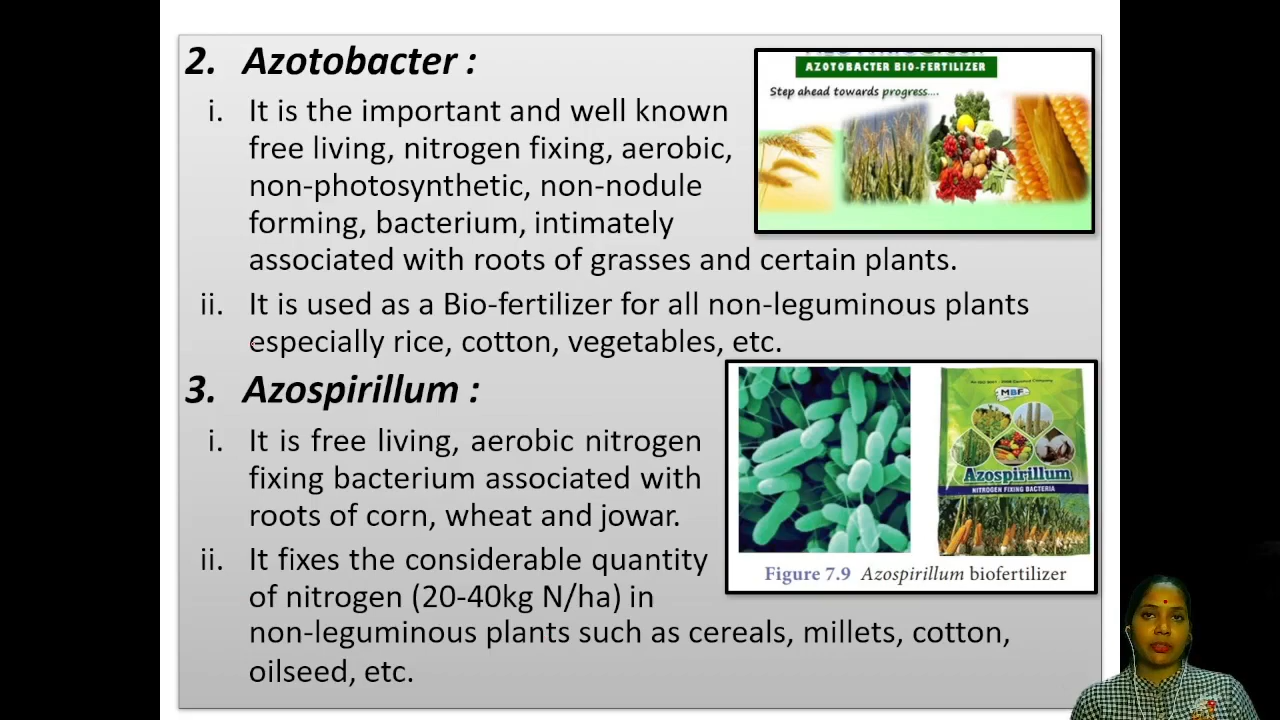 2. Azotobacter :
AZOTOBACTER BIO-FERTILIZER
Step ahead towards progress....
i. It is the important and well known
free living, nitrogen fixing, aerobic,
non-photosynthetic, non-nodule
forming, bacterium, intimately
associated with roots of grasses and certain plants.
ii. It is used as a Bio-fertilizer for all non-leguminous plants
especially rice, cotton, vegetables, etc.
3. Azospirillum :
i. It is free living, aerobic nitrogen
fixing bacterium associated with
roots of corn, wheat and jowar.
ii. It fixes the considerable quantity
of nitrogen (20-40kg N/ha) in
non-leguminous plants such as cereals, millets, cotton,
oilseed, etc.
MBF
Azospirillum
NITROGEN FIXING BACTERIA
Figure 7.9 Azospirillum biofertilizer